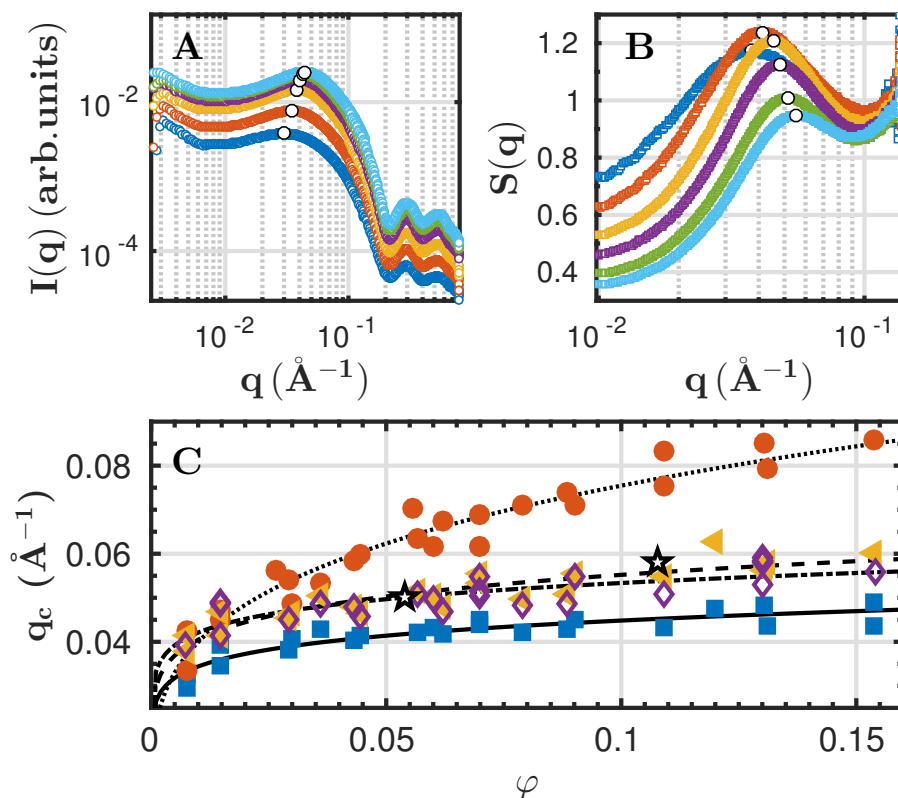 A
I(q) (arb.units)
10⁻²
10⁻⁴
10⁻² 10⁻¹
q (Å⁻¹)
B
S(q)
1.2
1
0.8
0.6
0.4
10⁻² 10⁻¹
q (Å⁻¹)
C
q_c (Å⁻¹)
0.08
0.06
0.04
0 0.05 0.1 0.15
φ